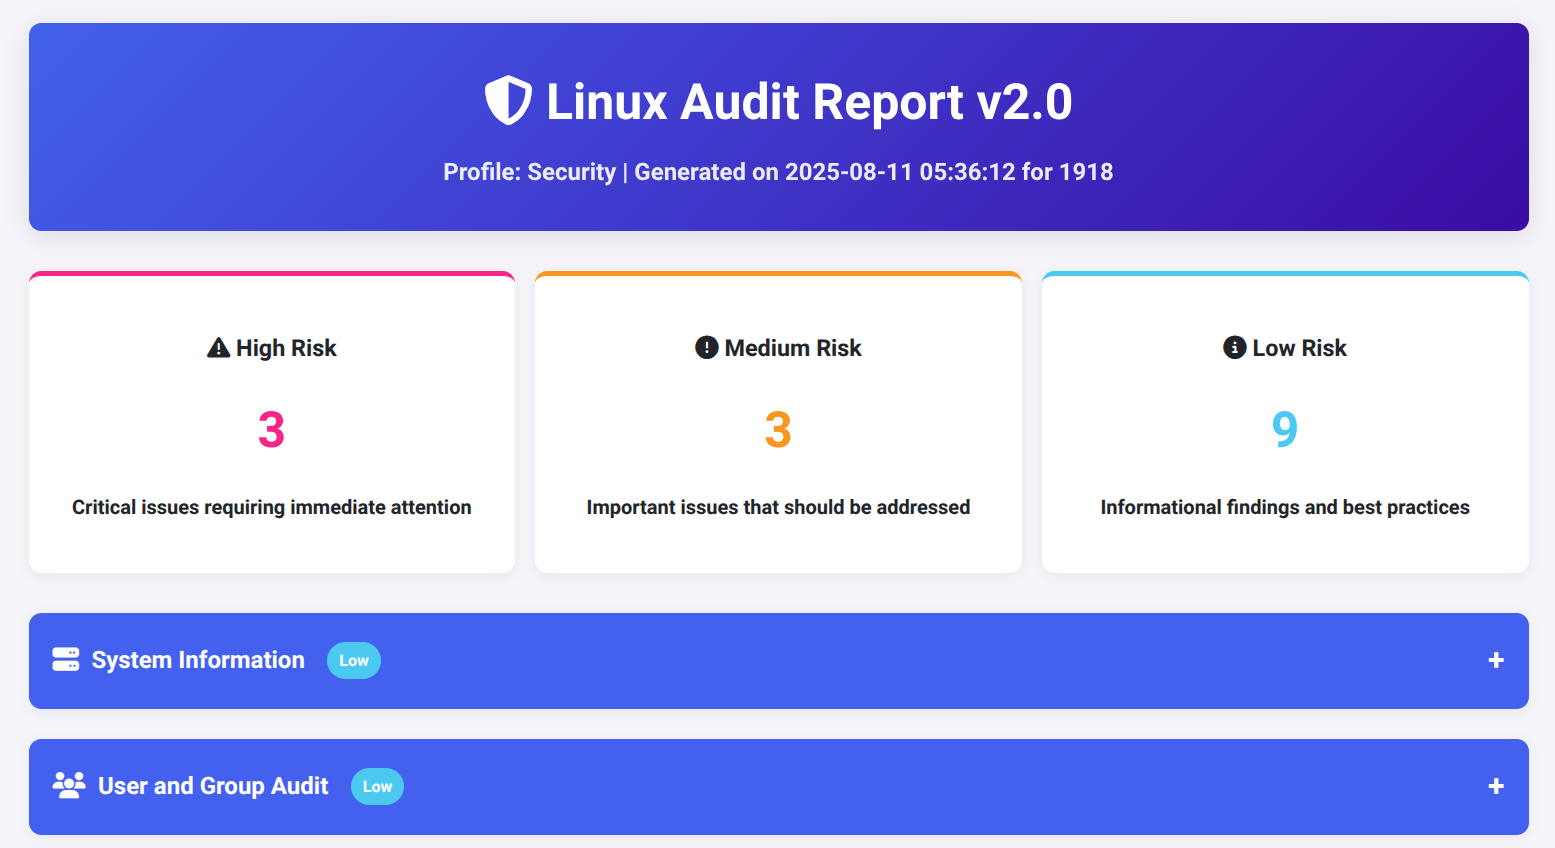 Linux Audit Report v2.0
Profile: Security | Generated on 2025-08-11 05:36:12 for 1918
High Risk
3
Critical issues requiring immediate attention
Medium Risk
3
Important issues that should be addressed
Low Risk
9
Informational findings and best practices
System Information Low +
User and Group Audit Low +